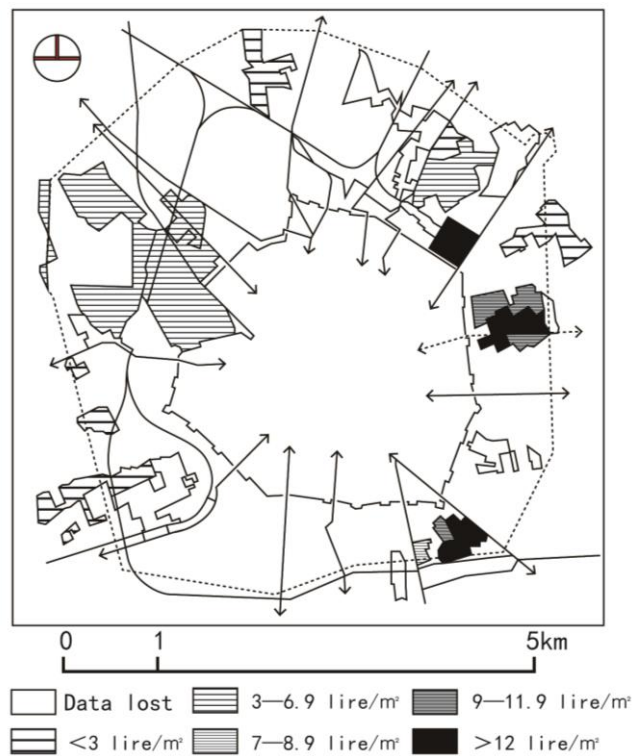 0 1 5km
Data lost 3—6.9 lire/m² 9—11.9 lire/m²
<3 lire/m² 7—8.9 lire/m² >12 lire/m²